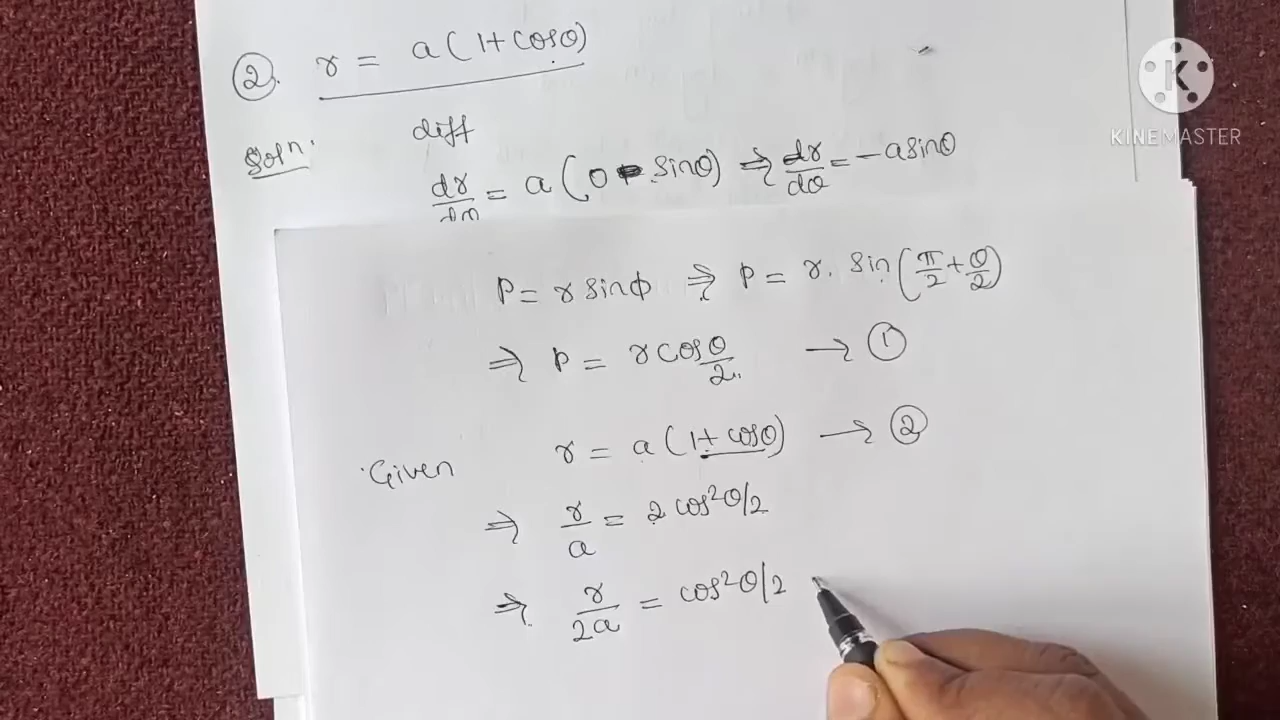 ②. r = a(1+cosθ)
KINEMASTER
Soln:
diff
dr/dθ = a(0 - sinθ) ⇒ dr/dθ = -asinθ
P = r sinϕ ⇒ P = r. sin(π/2 + θ/2)
⇒ P = r cos θ/2 → ①
Given r = a(1+cosθ) → ②
⇒ r/a = 2 cos²θ/2
⇒ r/2a = cos²θ/2